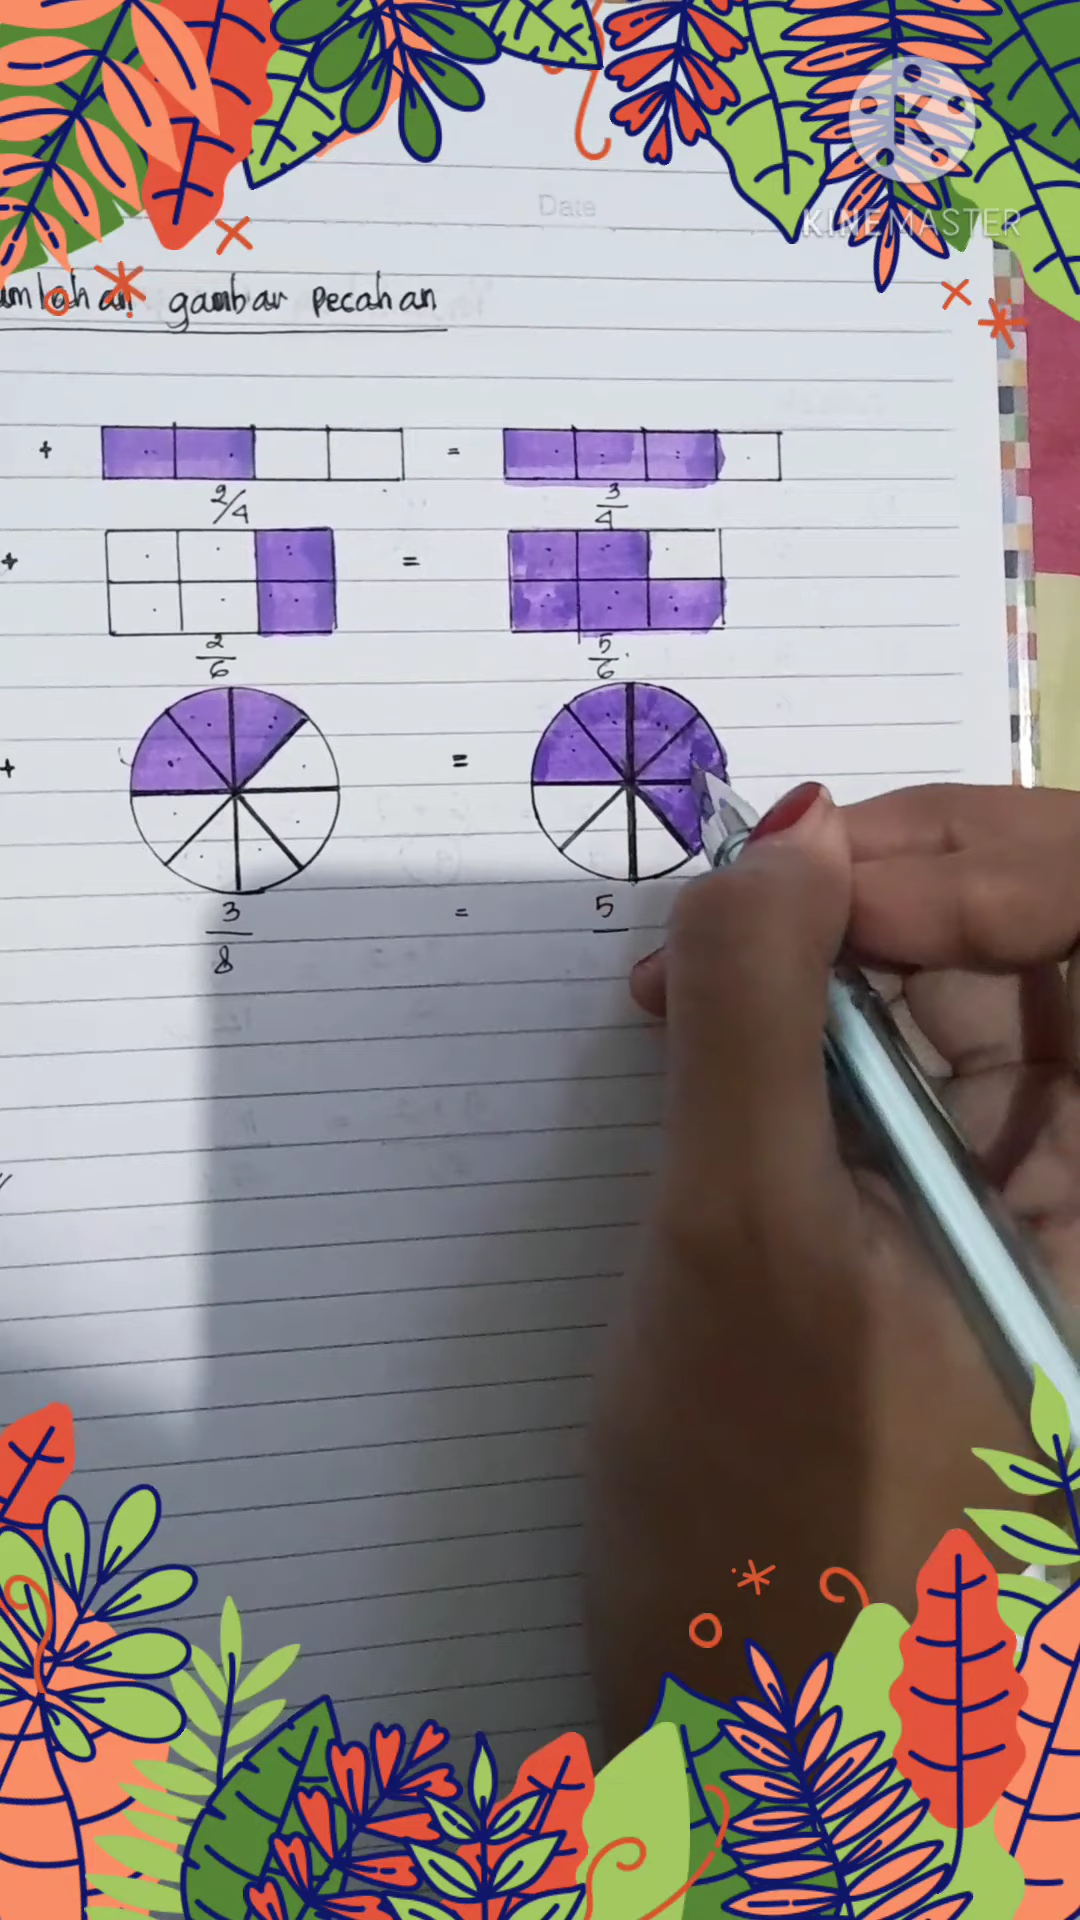 Date
KINEMASTER
gambar pecahan
+ =
2/4 3/4
+ =
2/6 5/6
+ =
3/8 = 5